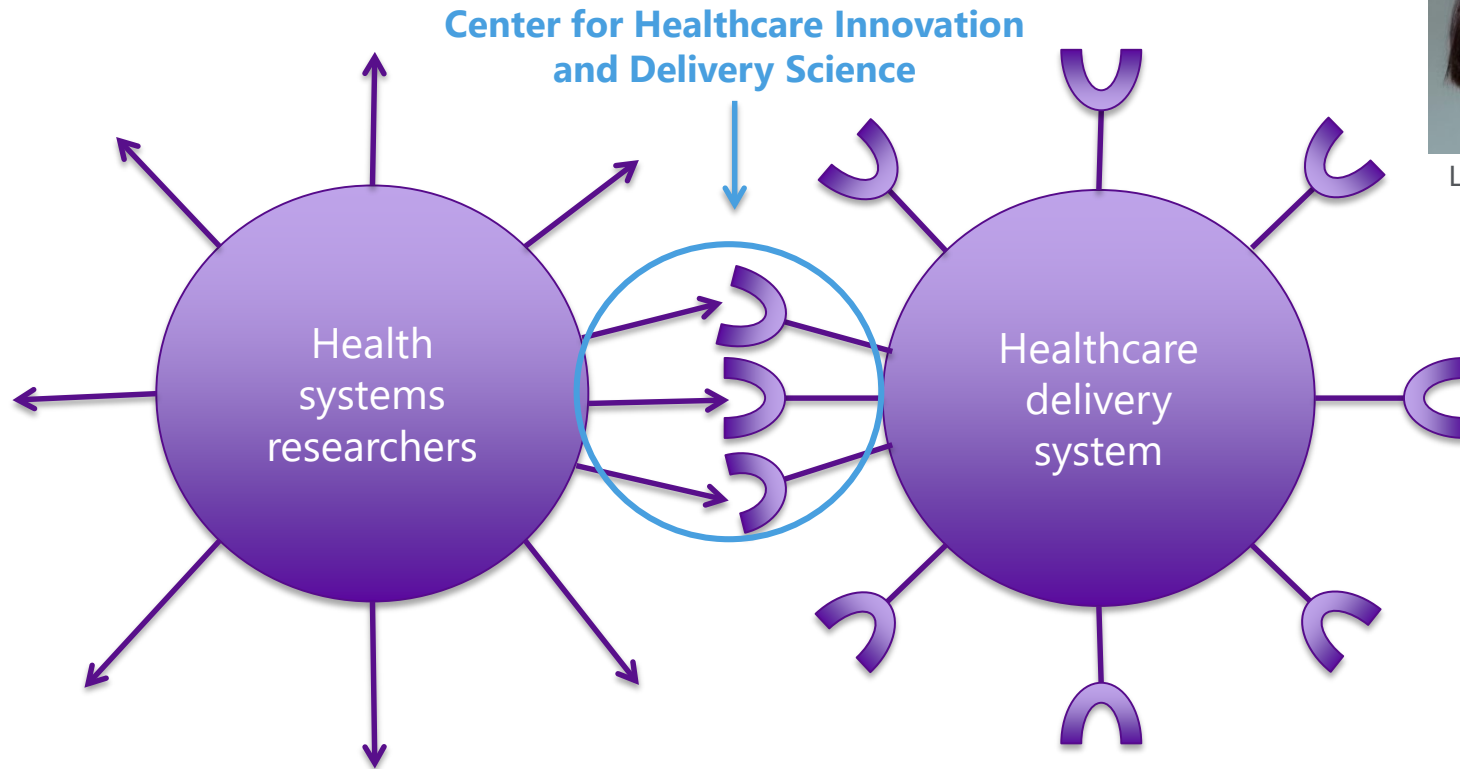 Center for Healthcare Innovation
and Delivery Science
Health
systems
researchers
Healthcare
delivery
system
L